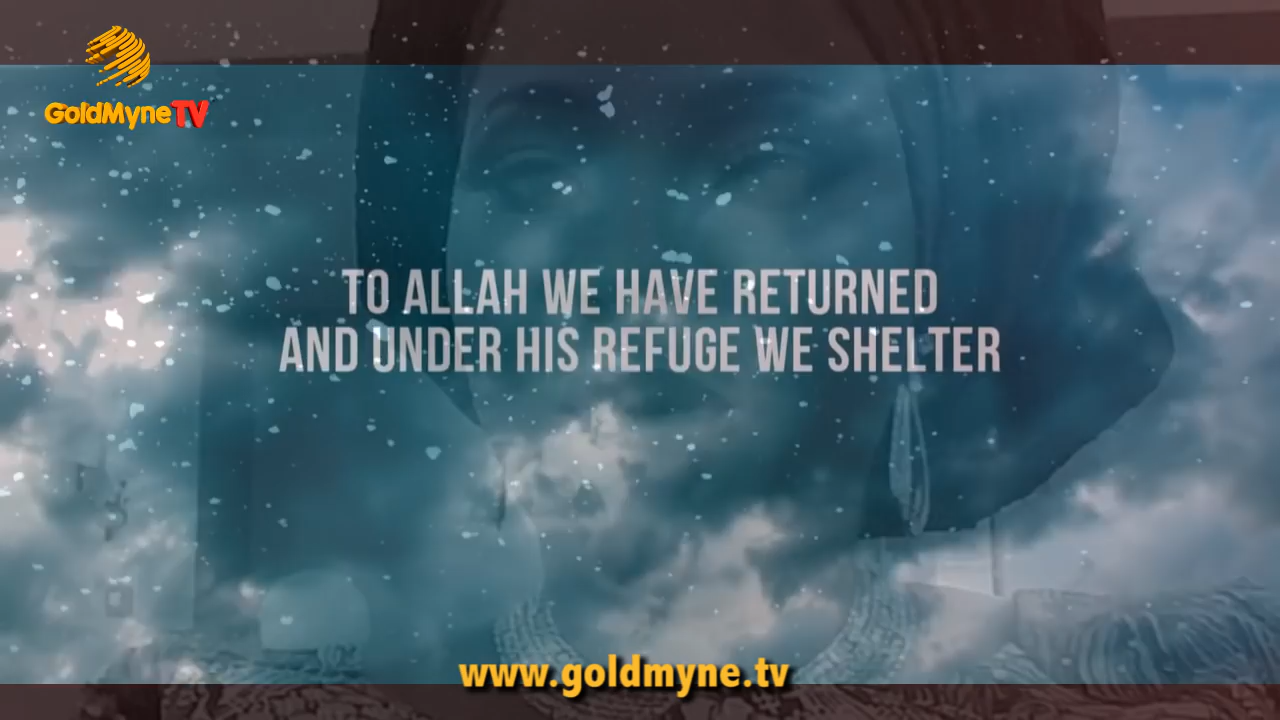 GoldMyneTV
TO ALLAH WE HAVE RETURNED
AND UNDER HIS REFUGE WE SHELTER
www.goldmyne.tv